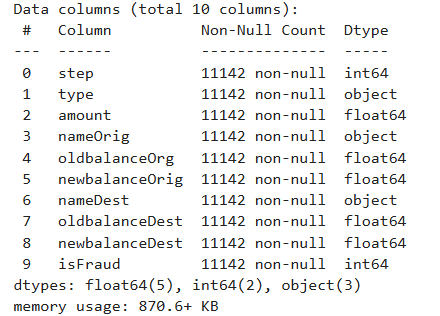 Data columns (total 10 columns):
 #   Column          Non-Null Count  Dtype
---  ------          --------------  -----
 0   step            11142 non-null  int64
 1   type            11142 non-null  object
 2   amount          11142 non-null  float64
 3   nameOrig        11142 non-null  object
 4   oldbalanceOrg   11142 non-null  float64
 5   newbalanceOrig  11142 non-null  float64
 6   nameDest        11142 non-null  object
 7   oldbalanceDest  11142 non-null  float64
 8   newbalanceDest  11142 non-null  float64
 9   isFraud         11142 non-null  int64
dtypes: float64(5), int64(2), object(3)
memory usage: 870.6+ KB